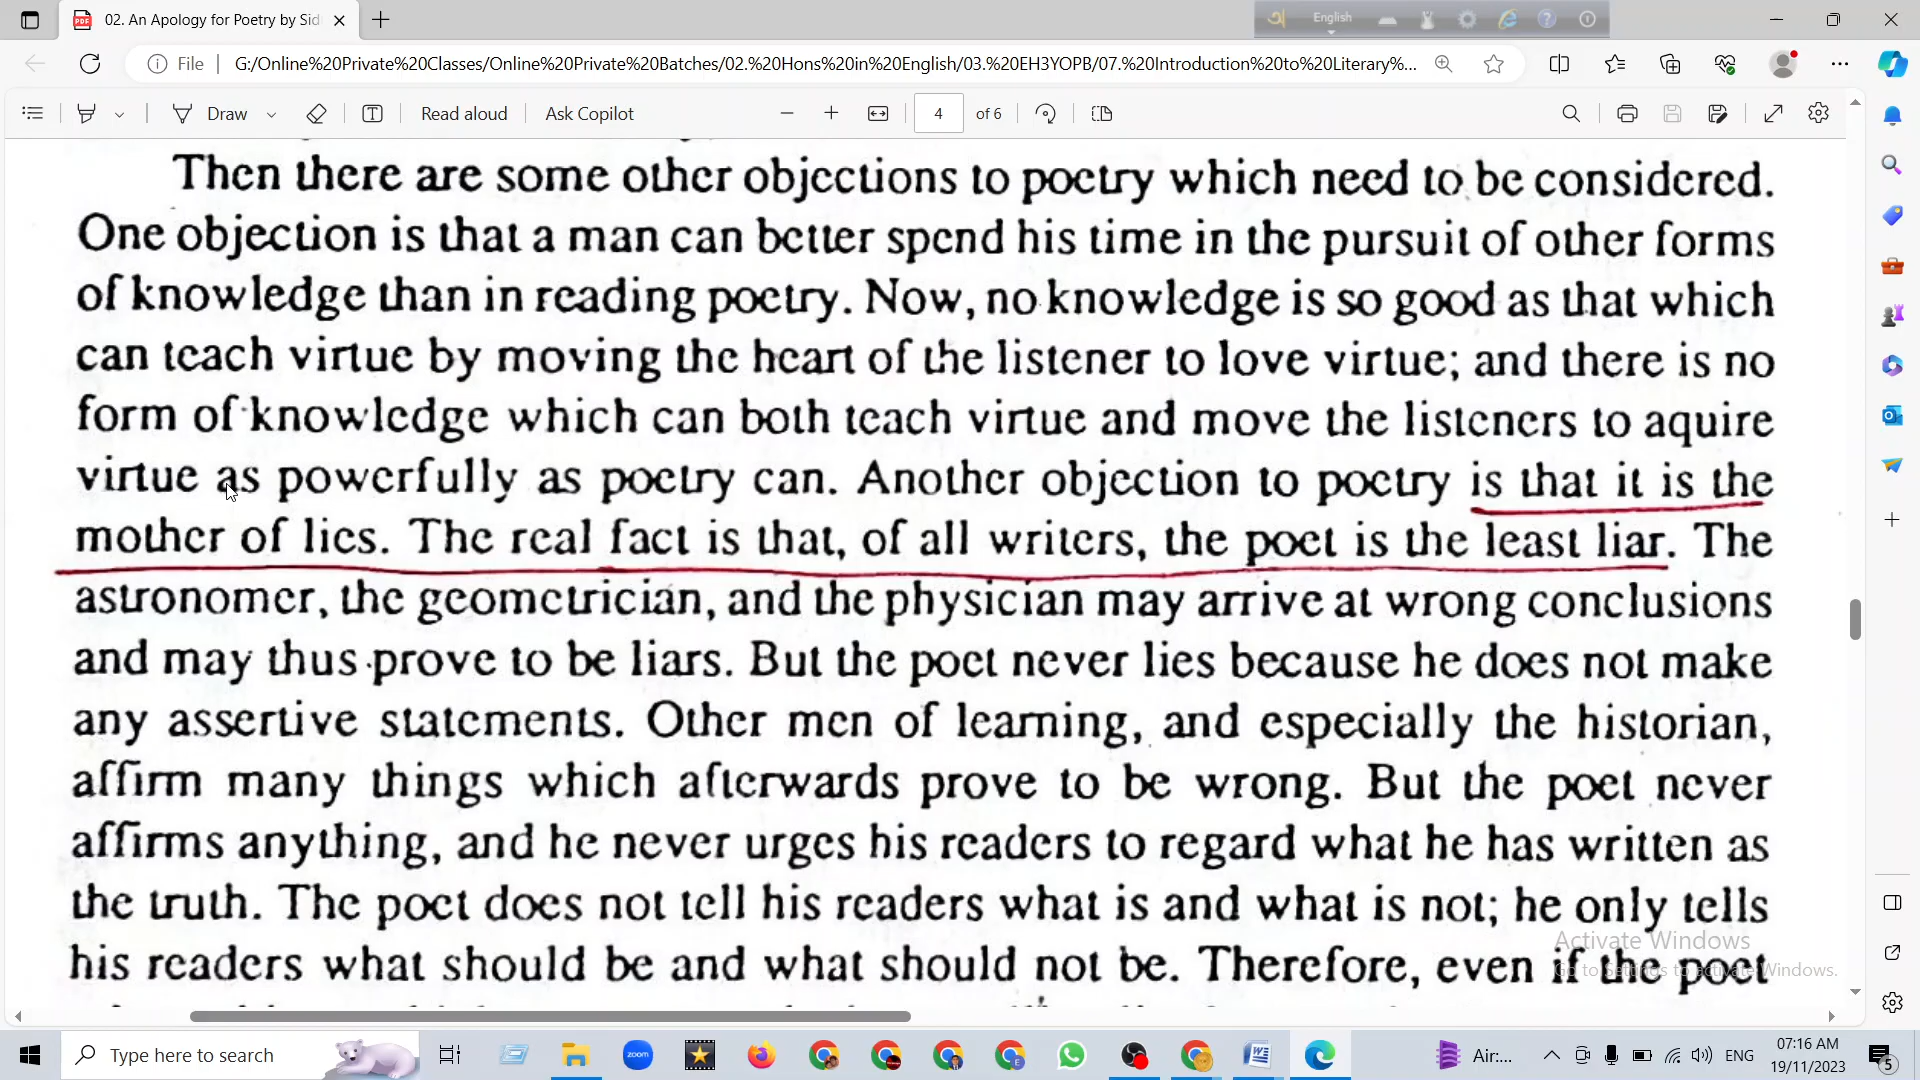 02. An Apology for Poetry by Sid
English
File
G:/Online%20Private%20Classes/Online%20Private%20Batches/02.%20Hons%20in%20English/03.%20EH3YOPB/07.%20Introduction%20to%20Literary%...
Draw
Read aloud
Ask Copilot
4 of 6
Then there are some other objections to poetry which need to be considered.
One objection is that a man can better spend his time in the pursuit of other forms
of knowledge than in reading poetry. Now, no knowledge is so good as that which
can teach virtue by moving the heart of the listener to love virtue; and there is no
form of knowledge which can both teach virtue and move the listeners to aquire
virtue as powerfully as poetry can. Another objection to poetry is that it is the
mother of lies. The real fact is that, of all writers, the poet is the least liar. The
astronomer, the geometrician, and the physician may arrive at wrong conclusions
and may thus prove to be liars. But the poet never lies because he does not make
any assertive statements. Other men of learning, and especially the historian,
affirm many things which afterwards prove to be wrong. But the poet never
affirms anything, and he never urges his readers to regard what he has written as
the truth. The poet does not tell his readers what is and what is not; he only tells
his readers what should be and what should not be. Therefore, even if the poet
Activate Windows
Go to Settings to activate Windows.
Type here to search
zoom
Air:...
ENG
07:16 AM
19/11/2023
5